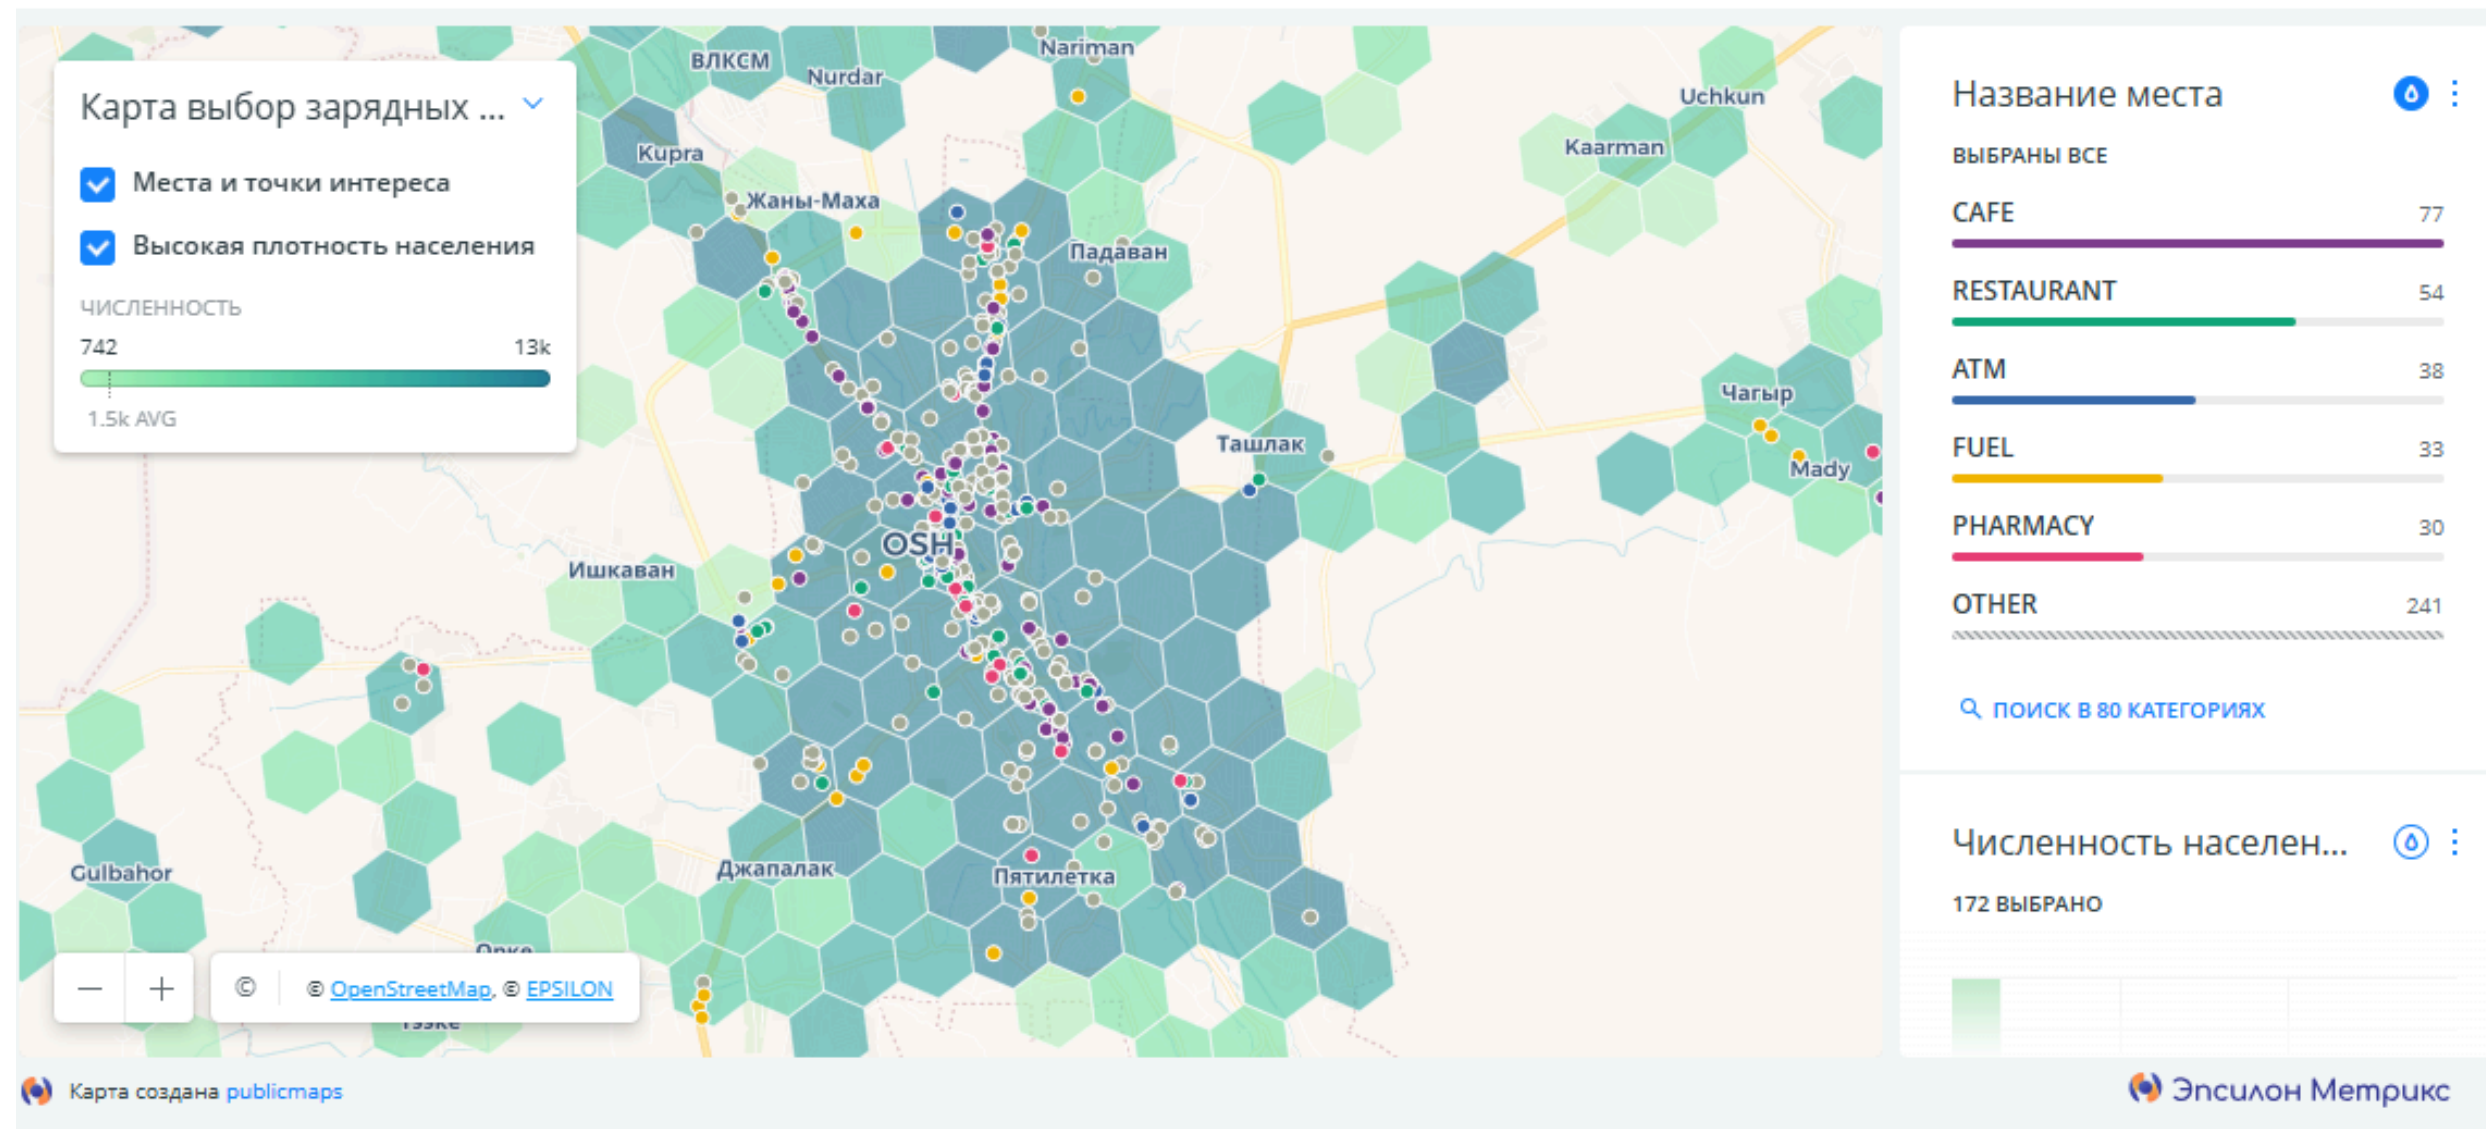 Карта выбор зарядных ...
Места и точки интереса
Высокая плотность населения
ЧИСЛЕННОСТЬ
742 13k
1.5k AVG
ВЛКСМ
Nurdar
Nariman
Uchkun
Kupra
Kaarman
Жаны-Маха
Падаван
Чагыр
Ташлак
Mady
OSH
Ишкаван
Джапалак
Пятилетка
Gulbahor
− +
©
© OpenStreetMap, © EPSILON
Карта создана publicmaps
Название места
ВЫБРАНЫ ВСЕ
CAFE 77
RESTAURANT 54
ATM 38
FUEL 33
PHARMACY 30
OTHER 241
ПОИСК В 80 КАТЕГОРИЯХ
Численность населен...
172 ВЫБРАНО
Эпсилон Метрикс